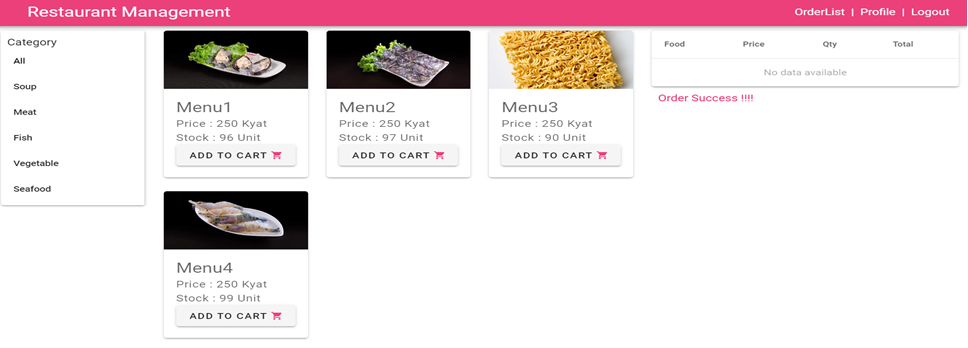 Restaurant Management
OrderList | Profile | Logout
Category
All
Soup
Meat
Fish
Vegetable
Seafood
Menu1
Price : 250 Kyat
Stock : 96 Unit
ADD TO CART
Menu2
Price : 250 Kyat
Stock : 97 Unit
ADD TO CART
Menu3
Price : 250 Kyat
Stock : 90 Unit
ADD TO CART
Menu4
Price : 250 Kyat
Stock : 99 Unit
ADD TO CART
Food Price Qty Total
No data available
Order Success !!!!